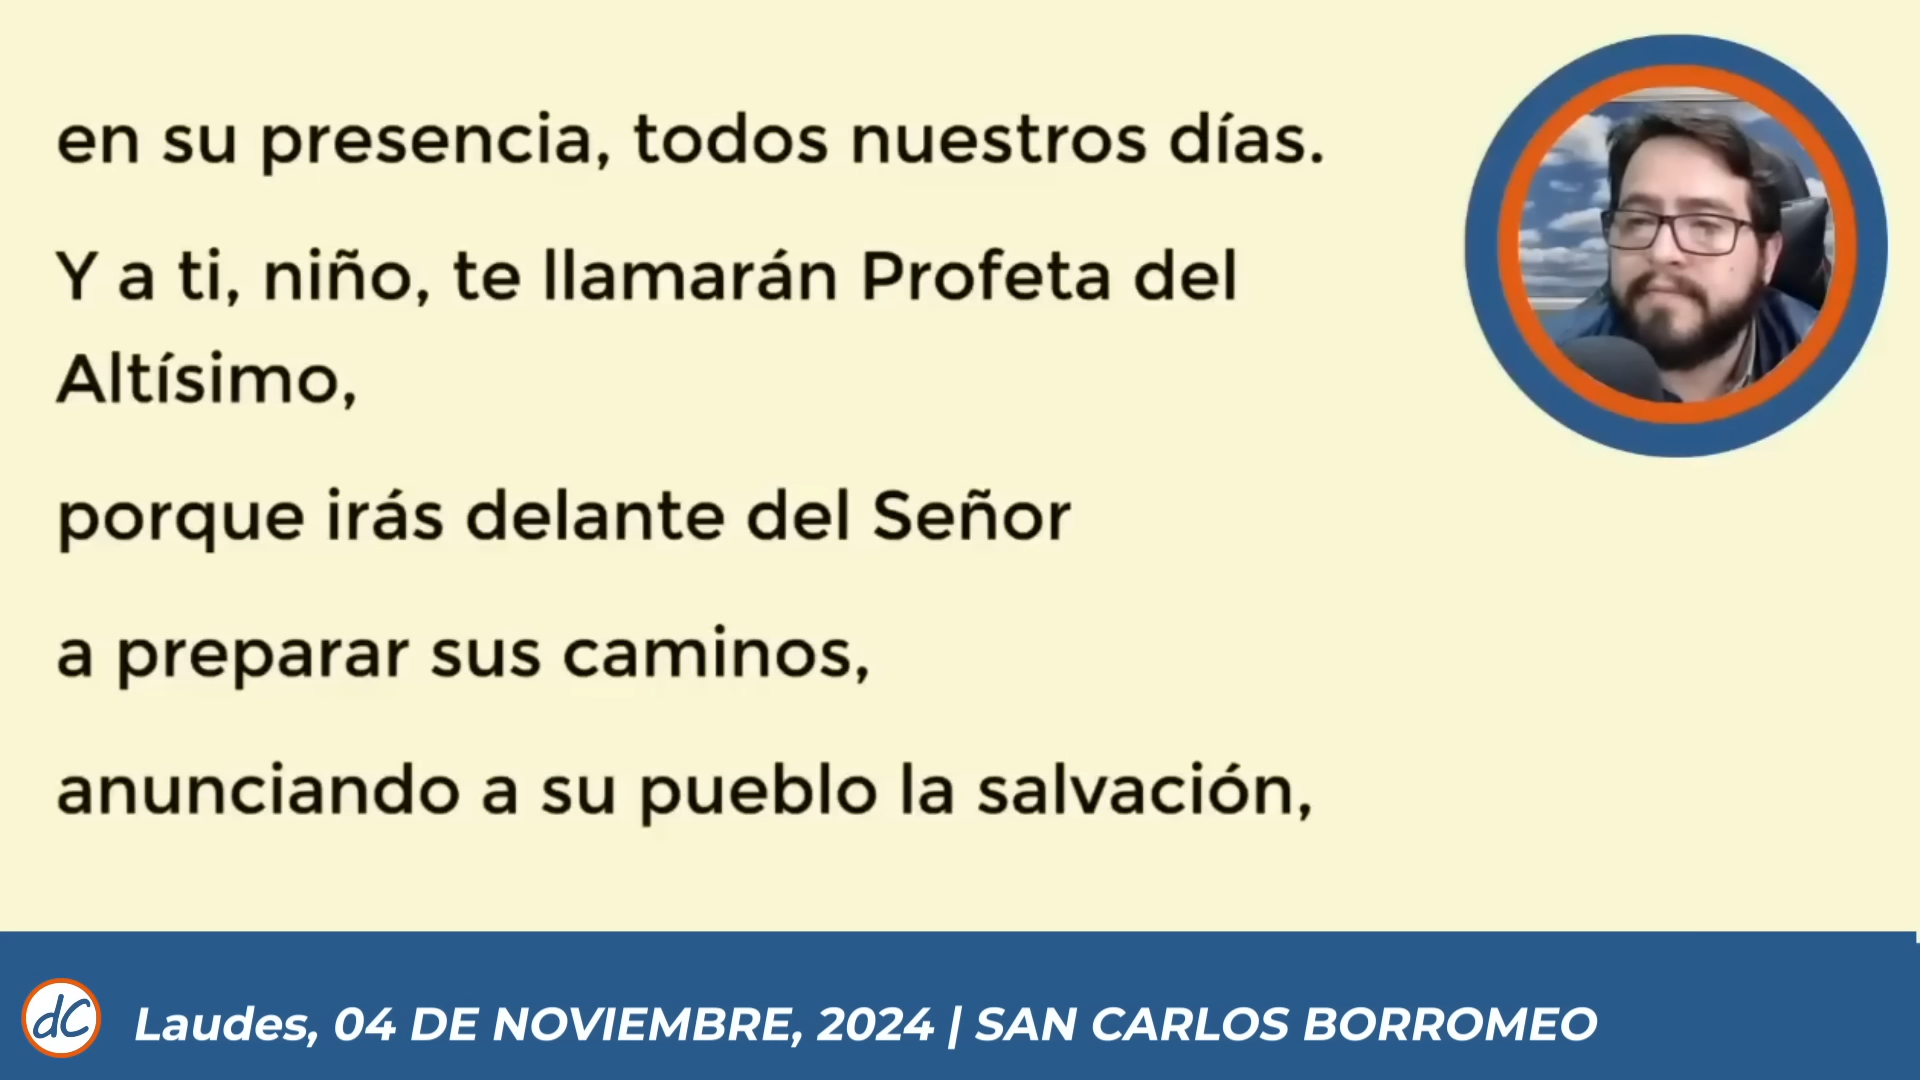 en su presencia, todos nuestros días.
Y a ti, niño, te llamarán Profeta del
Altísimo,
porque irás delante del Señor
a preparar sus caminos,
anunciando a su pueblo la salvación,
dC
Laudes, 04 DE NOVIEMBRE, 2024 | SAN CARLOS BORROMEO